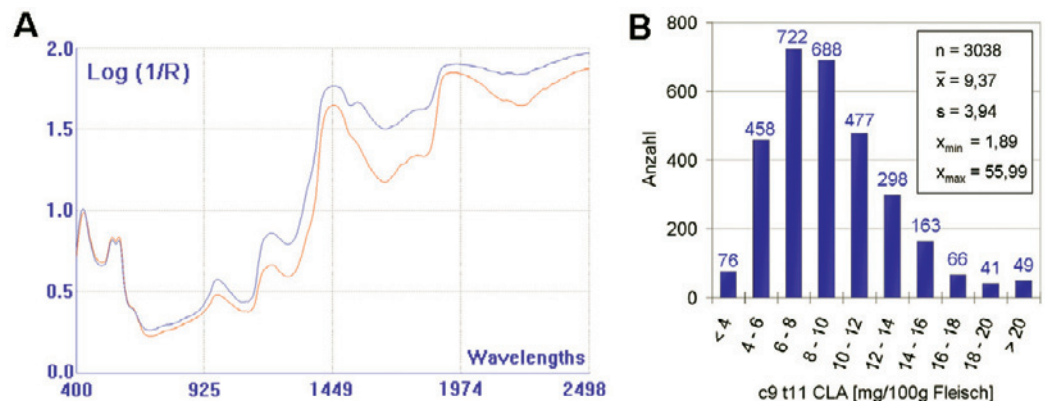 A
Log (1/R)
2.0
1.5
1.0
0.5
0.0
400
925
1449
1974
2498
Wavelengths
B
Anzahl
800
600
400
200
0
76
458
722
688
477
298
163
66
41
49
n = 3038
x̅ = 9,37
s = 3,94
xmin = 1,89
xmax = 55,99
< 4
4 - 6
6 - 8
8 - 10
10 - 12
12 - 14
14 - 16
16 - 18
18 - 20
> 20
c9 t11 CLA [mg/100g Fleisch]